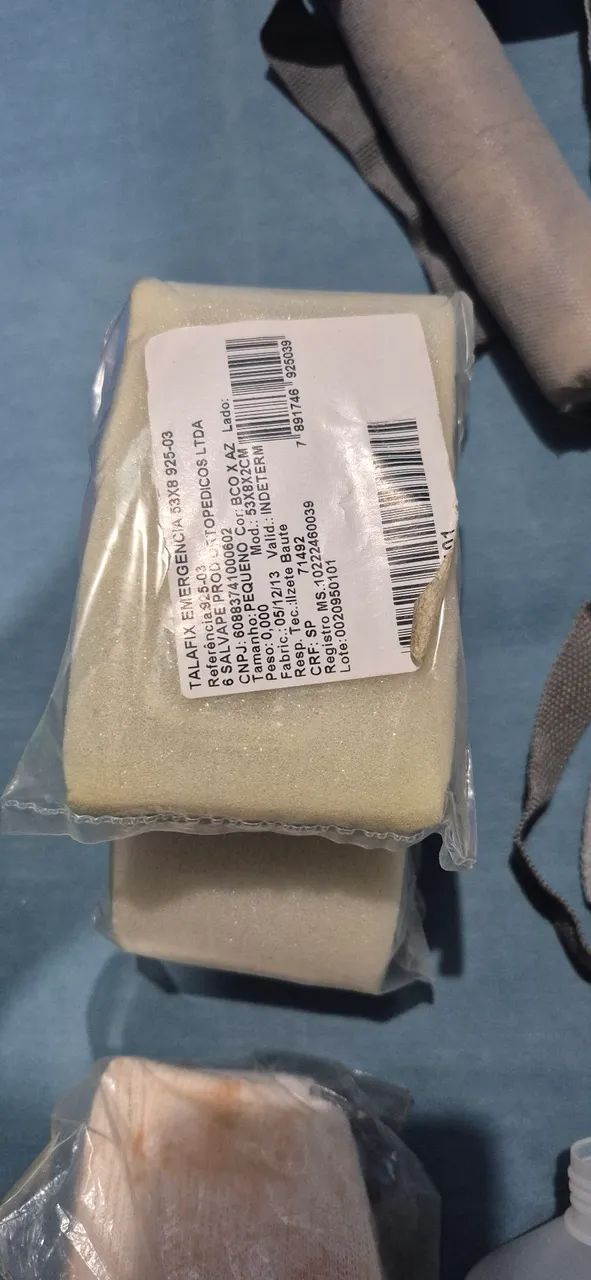 TALAFIX EMERGENCIA 53X8 925-03
Referência:925-03
6 SALVAPE PROD TOPEDICOS LTDA
CNPJ: 60883741000602
Tamanho: PEQUENO Cor: BCO X AZ Lado:
Peso: 0,000 Mod.: 53X8X2CM
Fabric.: 05/12/13 Valid.: INDETERM
Resp. Tec.:Ilzete Baute
CRF: SP 71492
Registro MS.:10222460039
Lote:0020950101
7 891746 925039